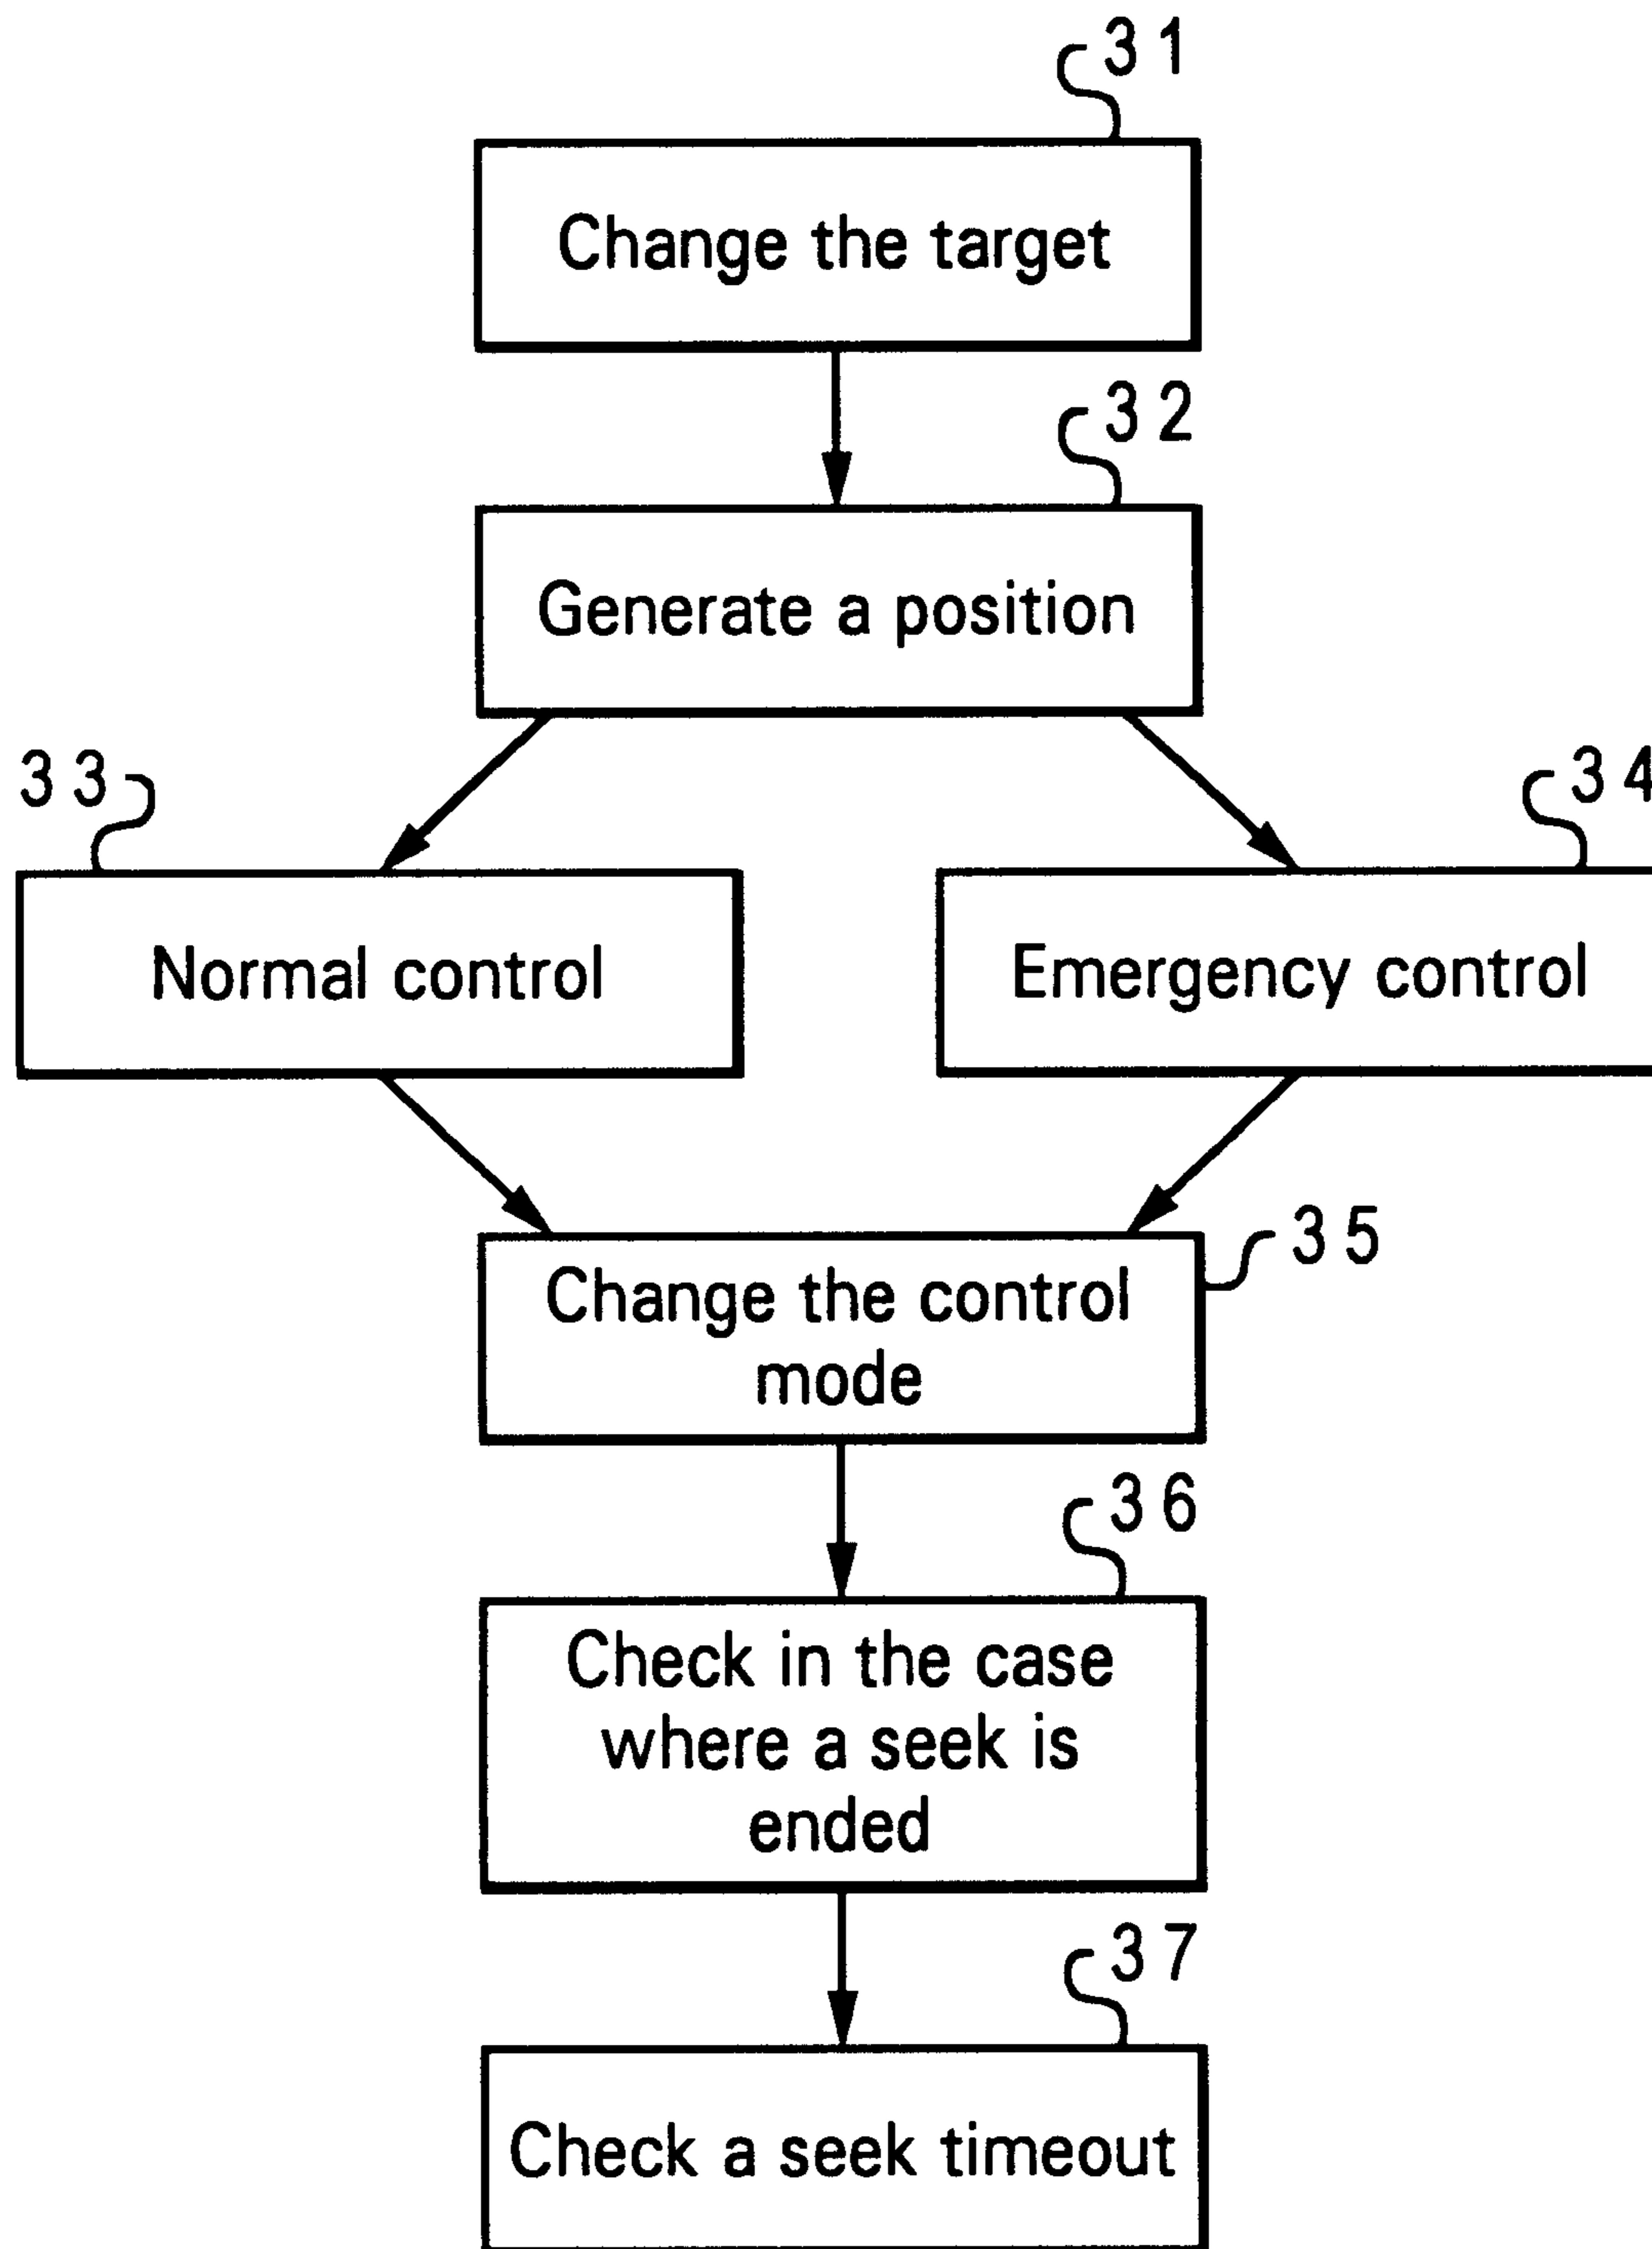 31
Change the target
32
Generate a position
33
34
Normal control
Emergency control
35
Change the control
mode
36
Check in the case
where a seek is
ended
37
Check a seek timeout